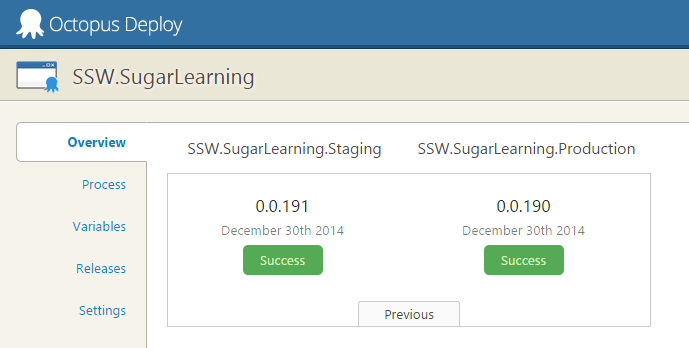 Octopus Deploy
SSW.SugarLearning
Overview
Process
Variables
Releases
Settings
SSW.SugarLearning.Staging SSW.SugarLearning.Production
0.0.191 0.0.190
December 30th 2014 December 30th 2014
Success Success
Previous